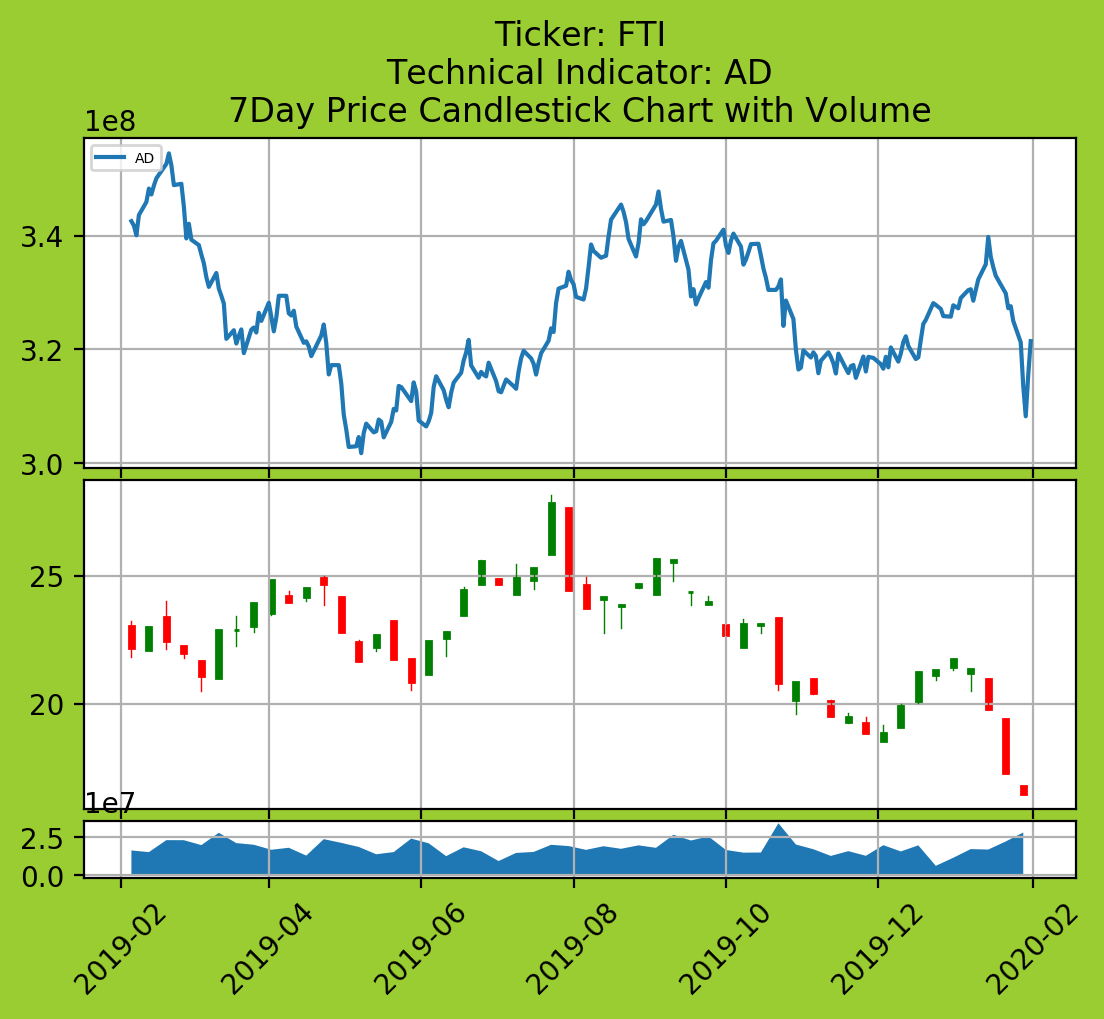 Ticker: FTI
Technical Indicator: AD
7Day Price Candlestick Chart with Volume
1e8
AD
3.4
3.2
3.0
25
20
1e7
2.5
0.0
2019-02
2019-04
2019-06
2019-08
2019-10
2019-12
2020-02